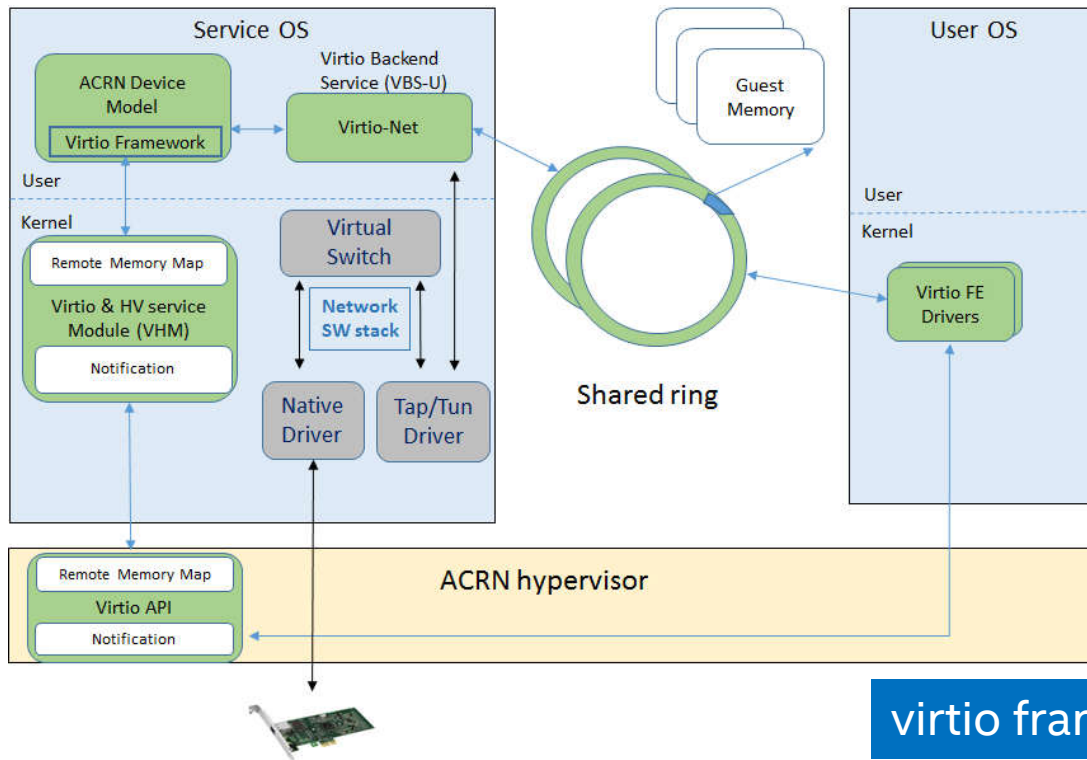 Service OS
ACRN Device
Model
Virtio Framework
Virtio Backend
Service (VBS-U)
Virtio-Net
User
Kernel
Remote Memory Map
Virtio & HV service
Module (VHM)
Notification
Virtual
Switch
Network
SW stack
Native
Driver
Tap/Tun
Driver
Guest
Memory
Shared ring
User OS
User
Kernel
Virtio FE
Drivers
Remote Memory Map
Virtio API
Notification
ACRN hypervisor
virtio